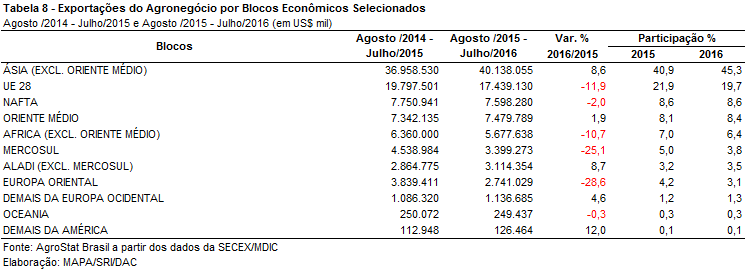 Tabela 8 - Exportações do Agronegócio por Blocos Econômicos Selecionados
Agosto /2014 - Julho/2015 e Agosto /2015 - Julho/2016 (em US$ mil)
Blocos Agosto /2014 - Julho/2015 Agosto /2015 - Julho/2016 Var. % 2016/2015 Participação % 2015 2016
ÁSIA (EXCL. ORIENTE MÉDIO) 36.958.530 40.138.055 8,6 40,9 45,3
UE 28 19.797.501 17.439.130 -11,9 21,9 19,7
NAFTA 7.750.941 7.598.280 -2,0 8,6 8,6
ORIENTE MÉDIO 7.342.135 7.479.789 1,9 8,1 8,4
AFRICA (EXCL. ORIENTE MÉDIO) 6.360.000 5.677.638 -10,7 7,0 6,4
MERCOSUL 4.538.984 3.399.273 -25,1 5,0 3,8
ALADI (EXCL. MERCOSUL) 2.864.775 3.114.354 8,7 3,2 3,5
EUROPA ORIENTAL 3.839.411 2.741.029 -28,6 4,2 3,1
DEMAIS DA EUROPA OCIDENTAL 1.086.320 1.136.685 4,6 1,2 1,3
OCEANIA 250.072 249.437 -0,3 0,3 0,3
DEMAIS DA AMÉRICA 112.948 126.464 12,0 0,1 0,1
Fonte: AgroStat Brasil a partir dos dados da SECEX/MDIC
Elaboração: MAPA/SRI/DAC